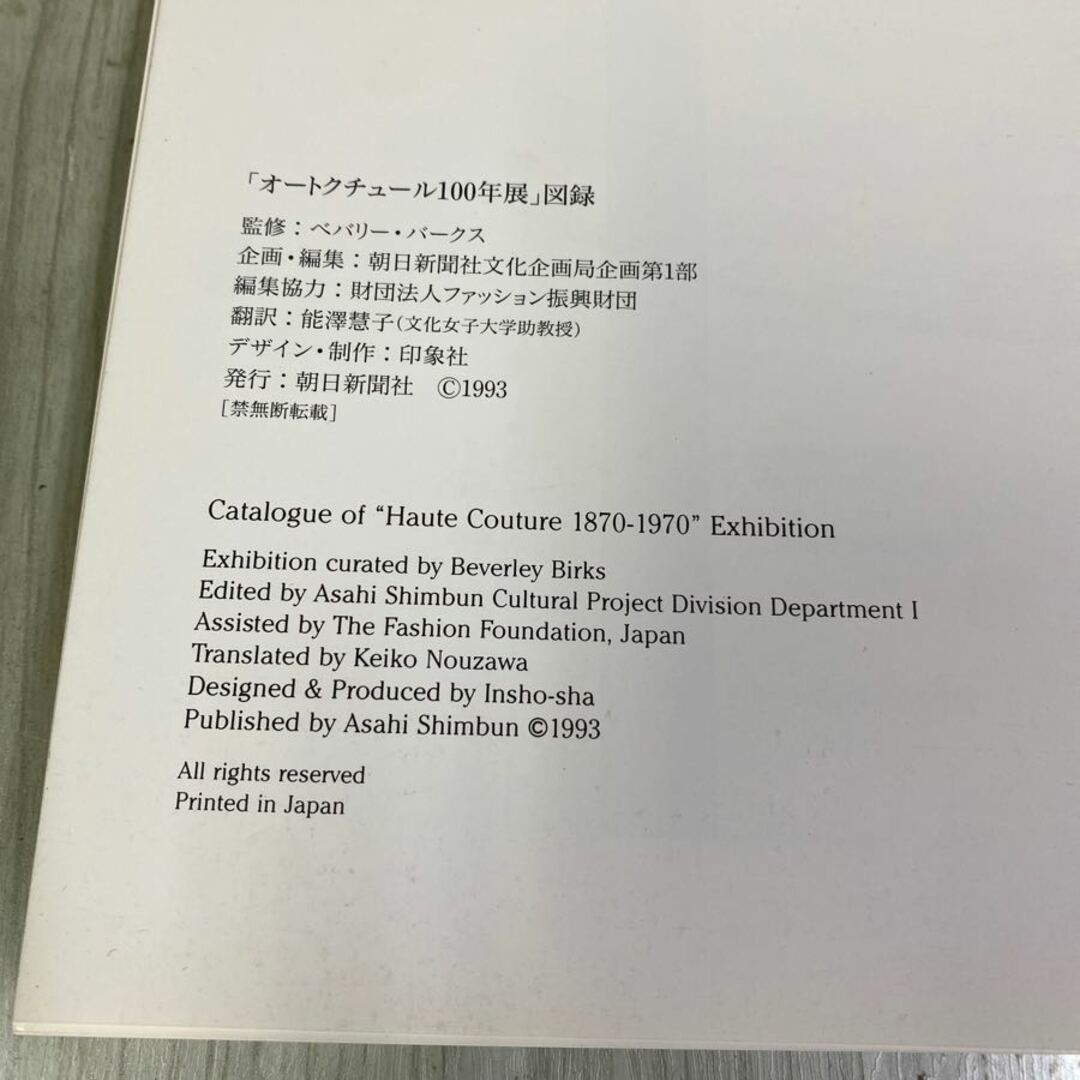 「オートクチュール100年展」図録
監修：ベバリー・バークス
企画・編集：朝日新聞社文化企画局企画第1部
編集協力：財団法人ファッション振興財団
翻訳：能澤慧子（文化女子大学助教授）
デザイン・制作：印象社
発行：朝日新聞社　©1993
［禁無断転載］
Catalogue of “Haute Couture 1870-1970” Exhibition
Exhibition curated by Beverley Birks
Edited by Asahi Shimbun Cultural Project Division Department I
Assisted by The Fashion Foundation, Japan
Translated by Keiko Nouzawa
Designed & Produced by Insho-sha
Published by Asahi Shimbun ©1993
All rights reserved
Printed in Japan